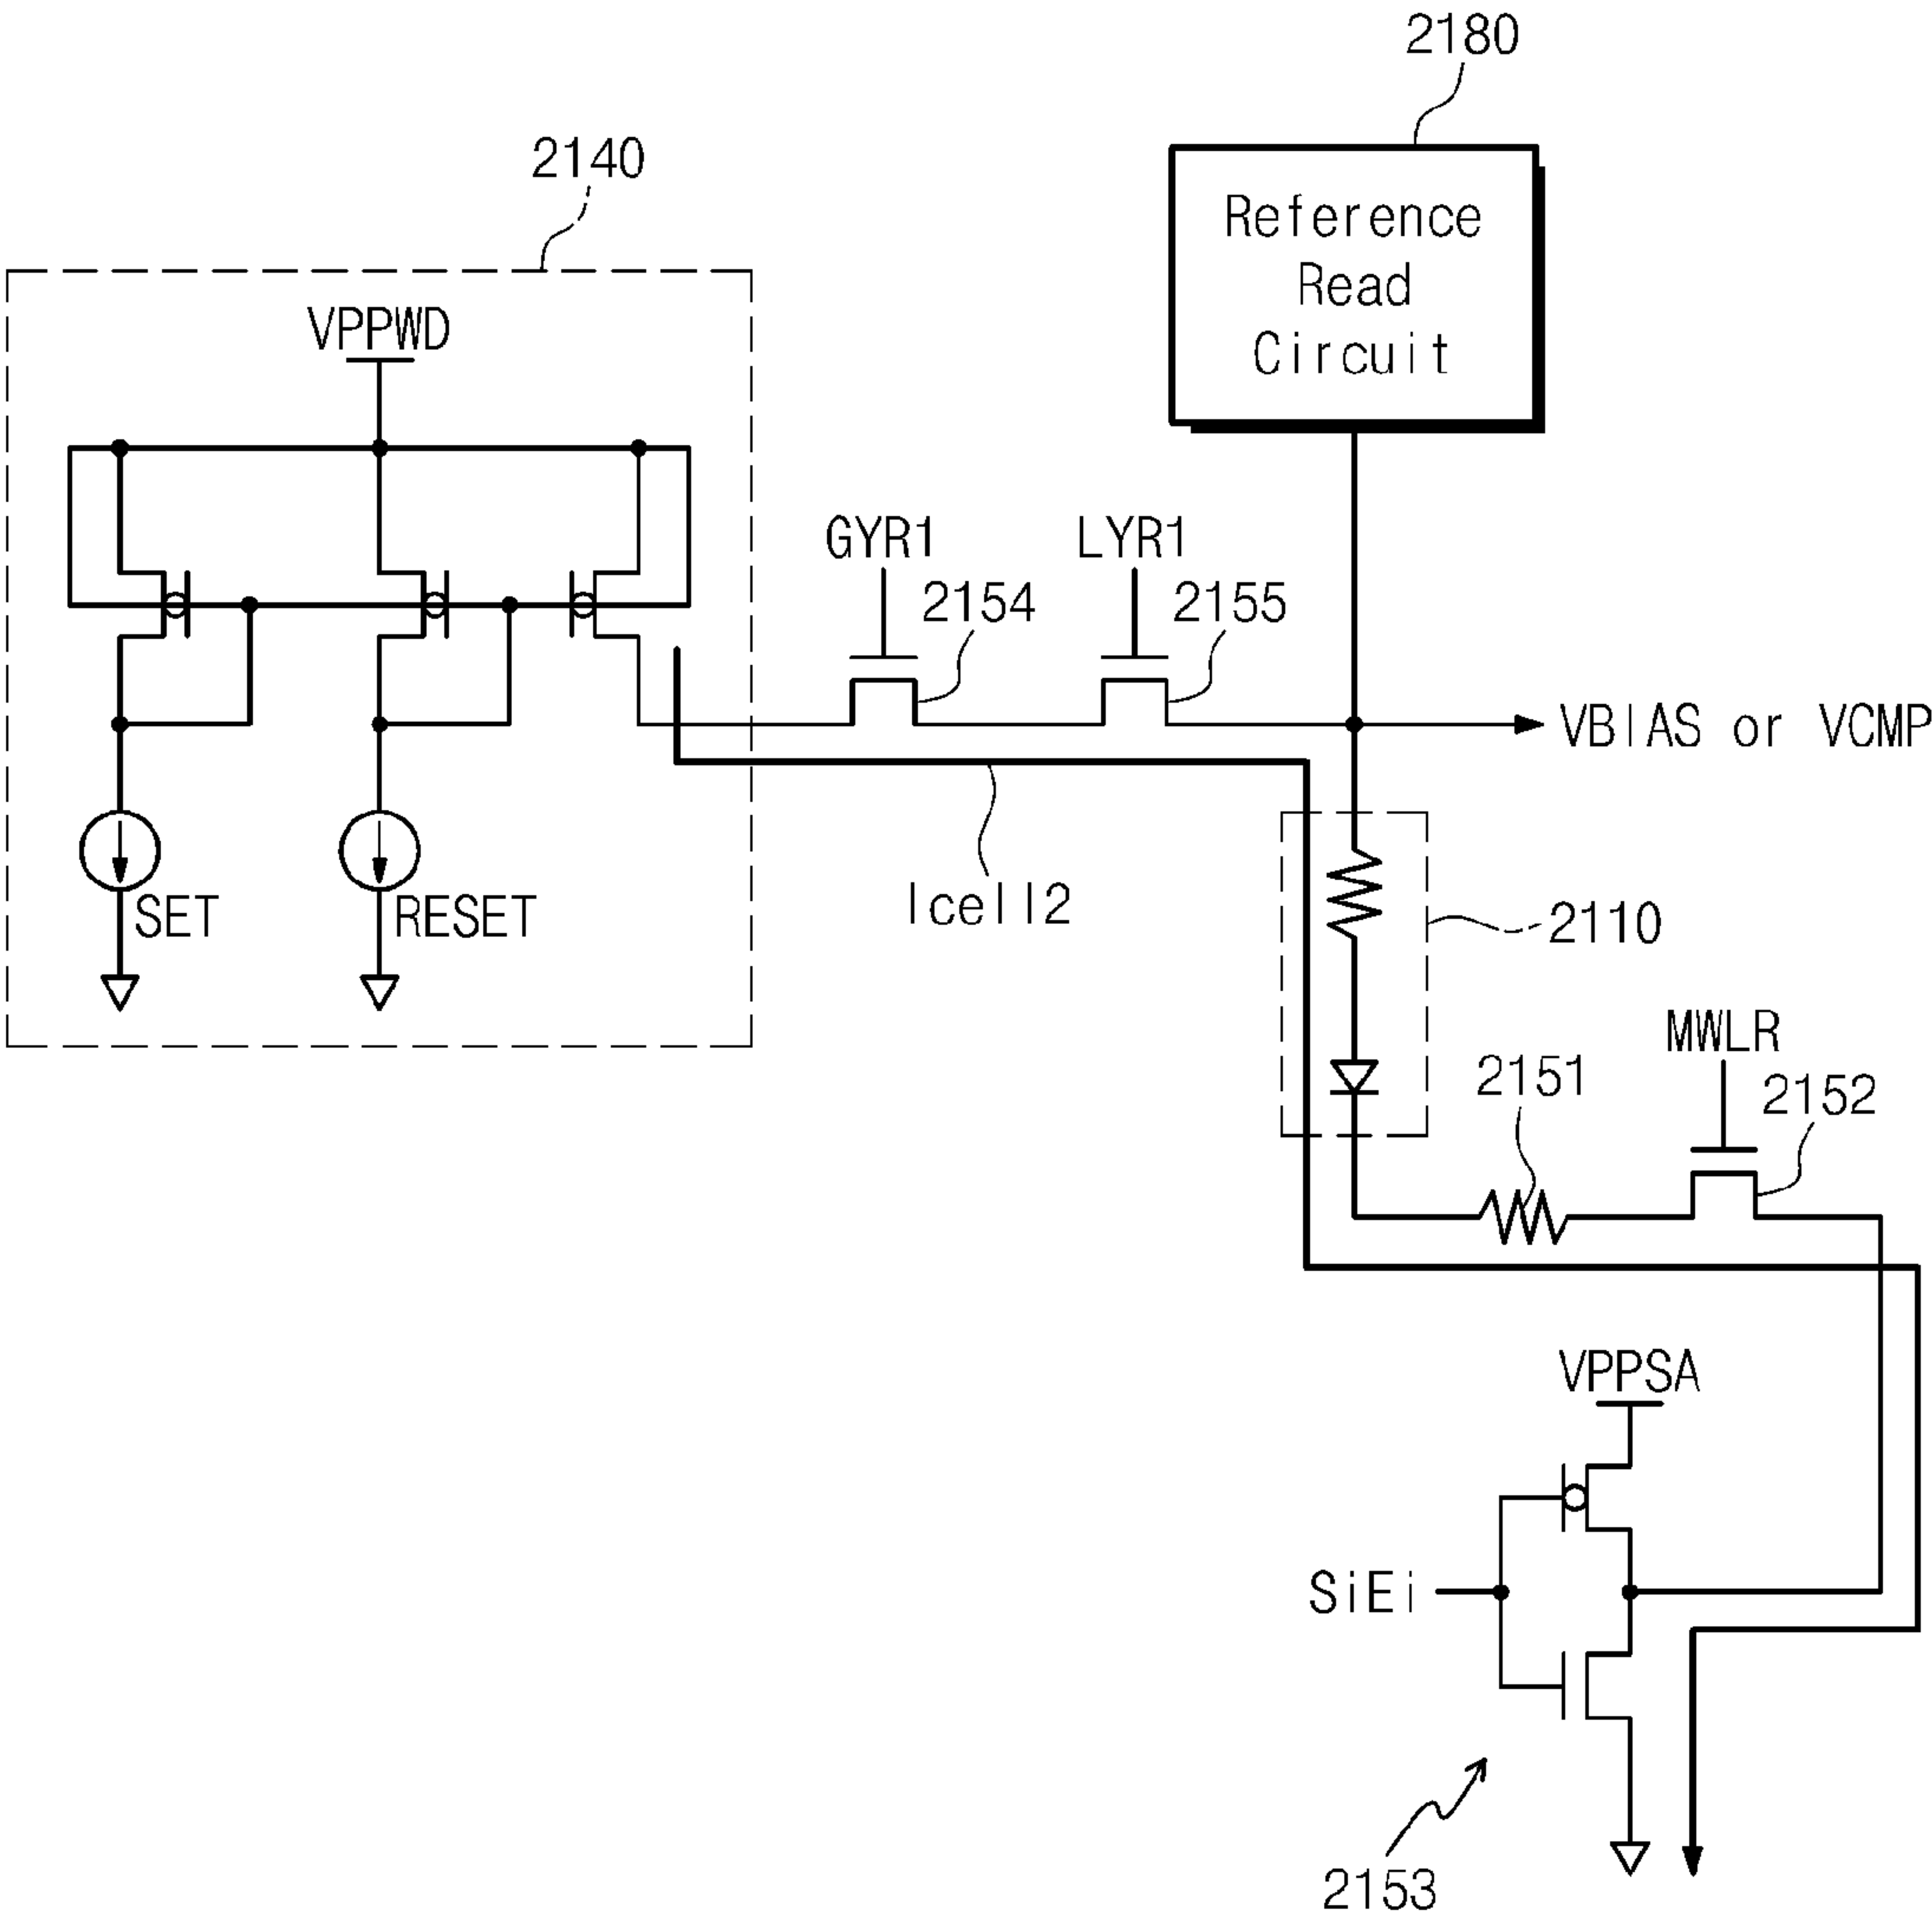 2180
2140
Reference
Read
Circuit
VPPWD
GYR1
LYR1
2154
2155
VBIAS or VCMP
SET
RESET
Icell2
2110
MWLR
2151
2152
VPPSA
SiEi
2153